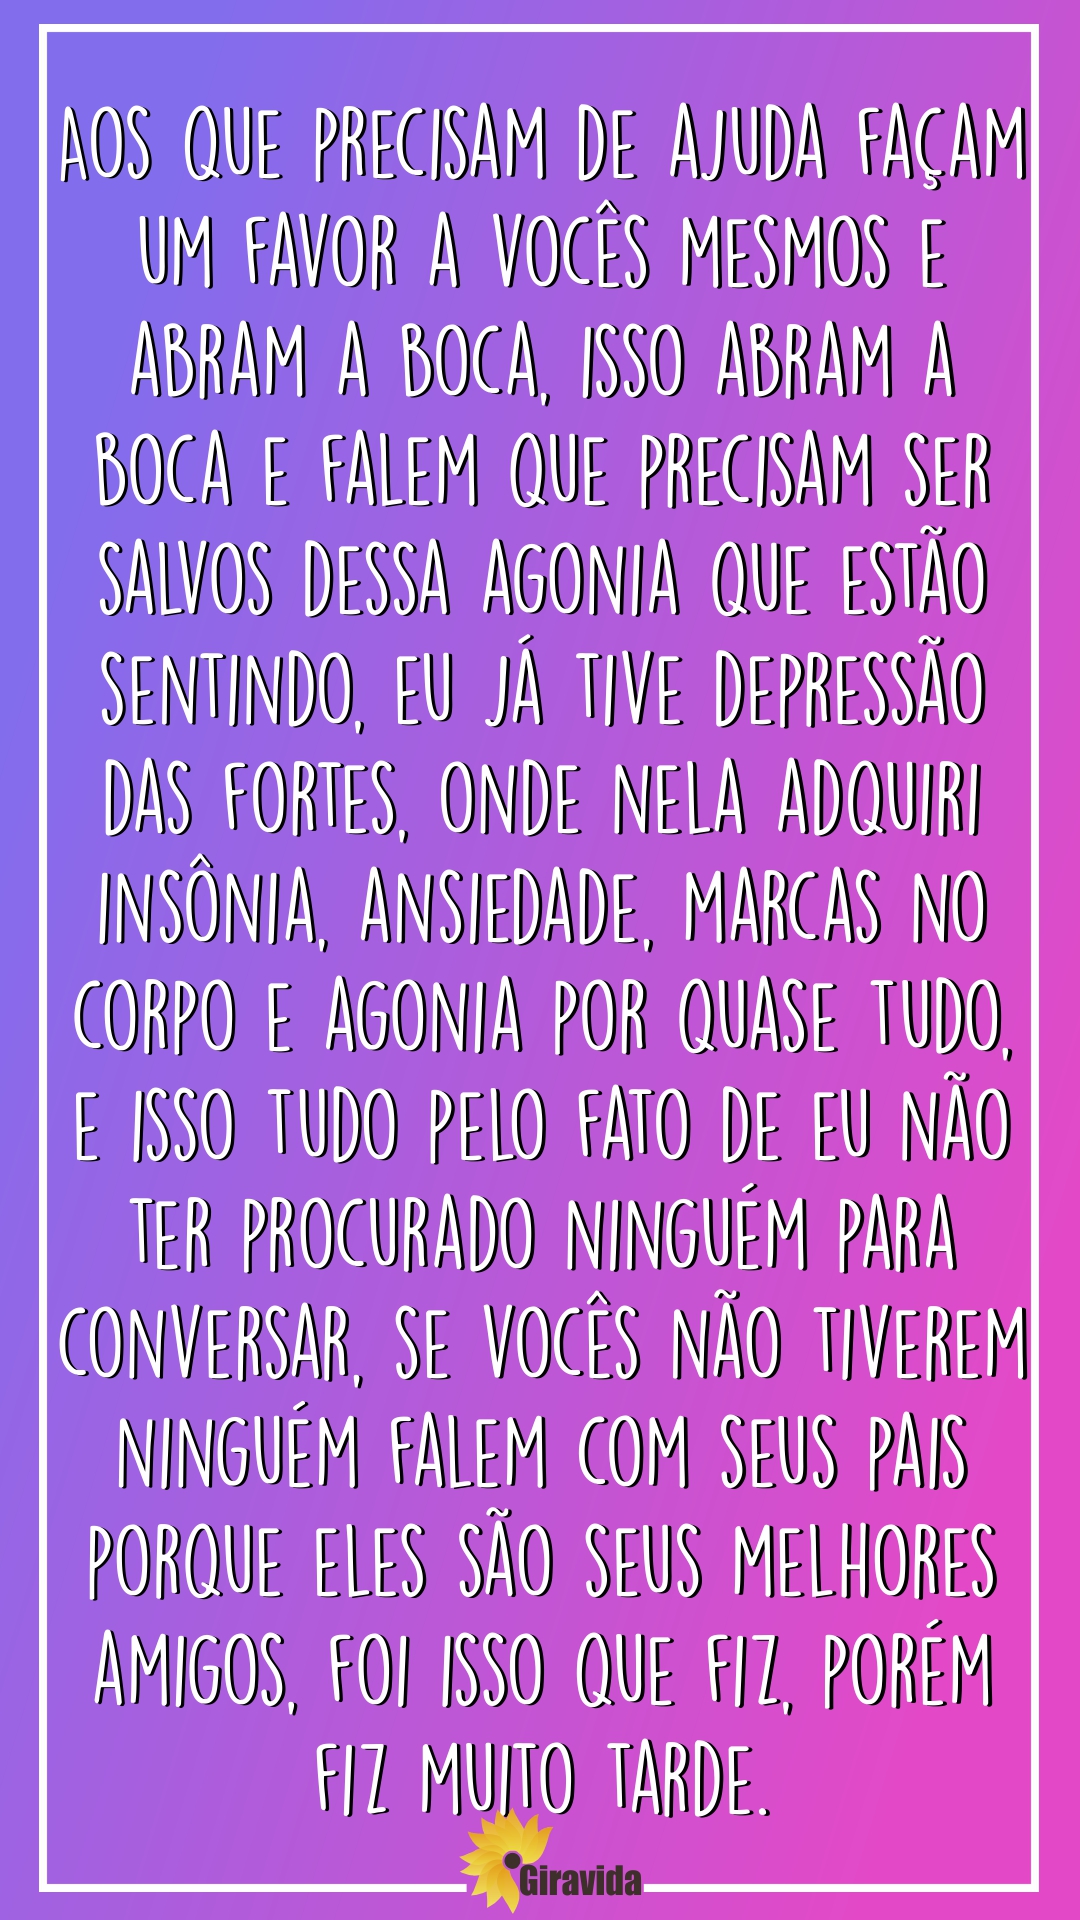 AOS QUE PRECISAM DE AJUDA FAÇAM
UM FAVOR A VOCÊS MESMOS E
ABRAM A BOCA, ISSO ABRAM A
BOCA E FALEM QUE PRECISAM SER
SALVOS DESSA AGONIA QUE ESTÃO
SENTINDO, EU JÁ TIVE DEPRESSÃO
DAS FORTES, ONDE NELA ADQUIRI
INSÔNIA, ANSIEDADE, MARCAS NO
CORPO E AGONIA POR QUASE TUDO,
E ISSO TUDO PELO FATO DE EU NÃO
TER PROCURADO NINGUÉM PARA
CONVERSAR, SE VOCÊS NÃO TIVEREM
NINGUÉM FALEM COM SEUS PAIS
PORQUE ELES SÃO SEUS MELHORES
AMIGOS, FOI ISSO QUE FIZ, PORÉM
FIZ MUITO TARDE.
Giravida